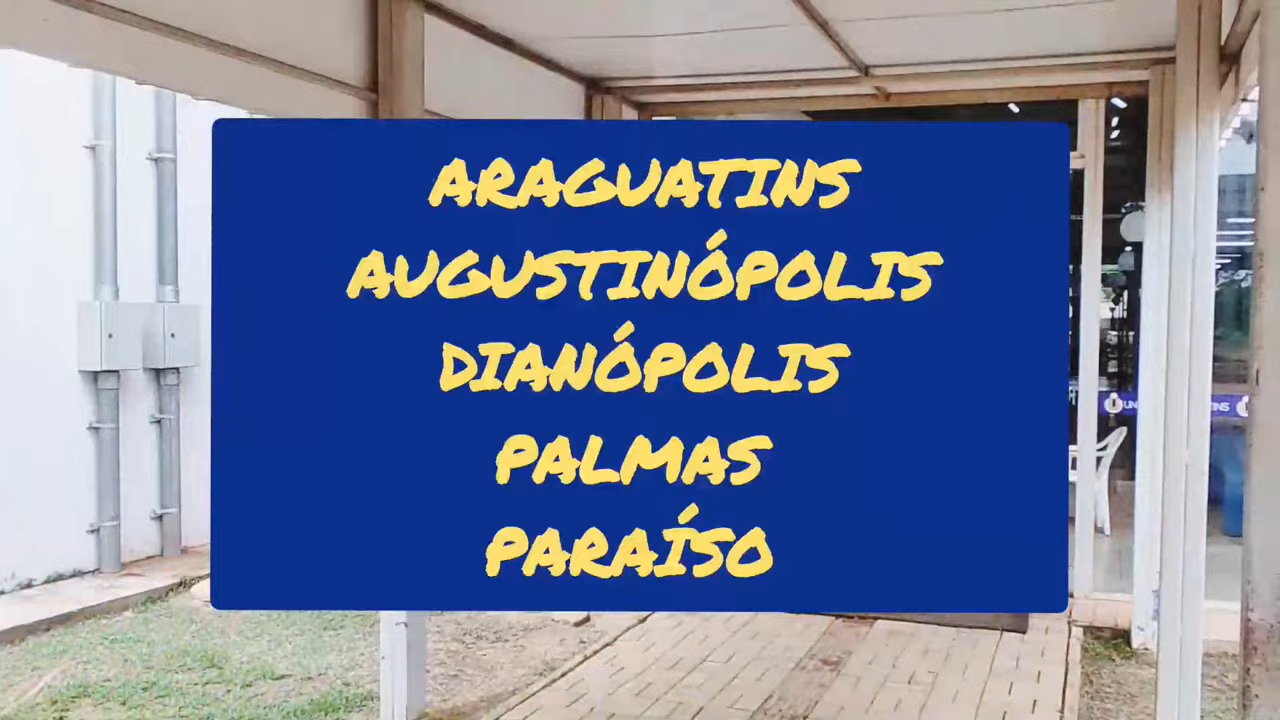 ARAGUATINS
AUGUSTINÓPOLIS
DIANÓPOLIS
PALMAS
PARAÍSO